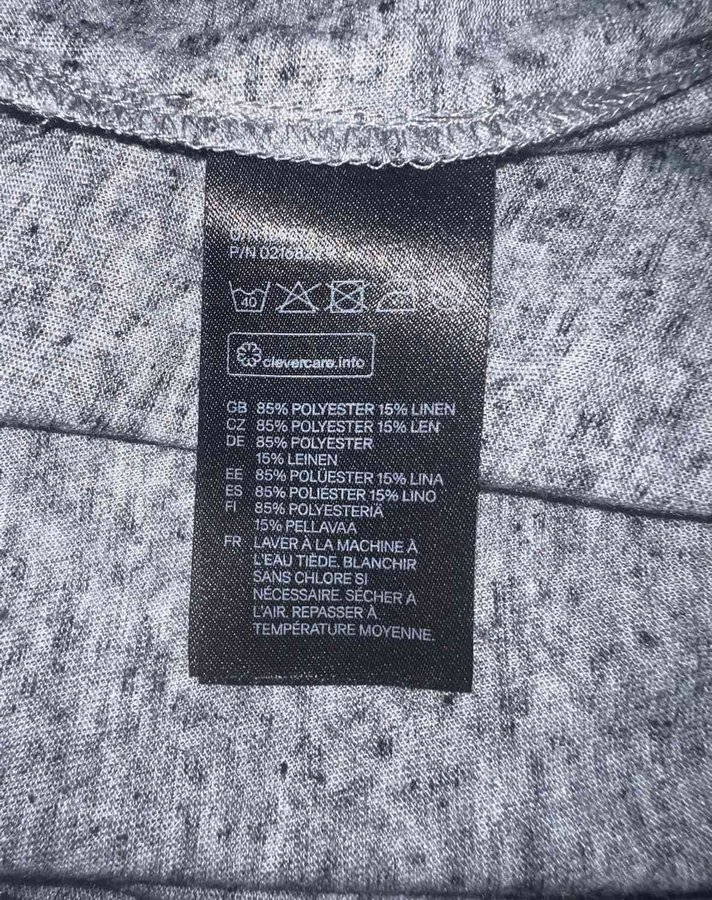 P/N
40
clevercare.info
GB 85% POLYESTER 15% LINEN
CZ 85% POLYESTER 15% LEN
DE 85% POLYESTER
15% LEINEN
EE 85% POLÜESTER 15% LINA
ES 85% POLIÉSTER 15% LINO
FI 85% POLYESTERIÄ
15% PELLAVAA
FR LAVER À LA MACHINE À
L'EAU TIÈDE. BLANCHIR
SANS CHLORE SI
NÉCESSAIRE. SÉCHER À
L'AIR. REPASSER À
TEMPÉRATURE MOYENNE.